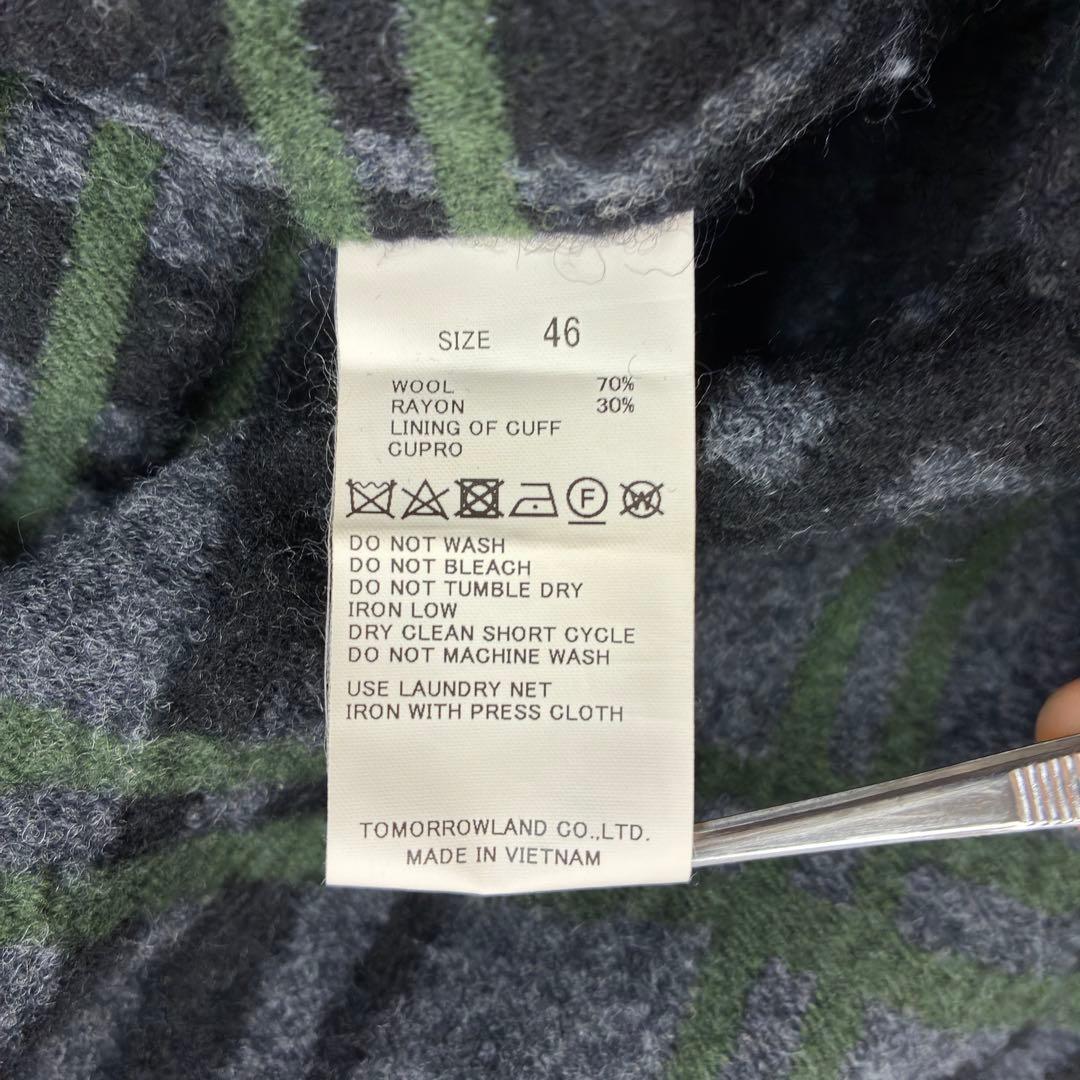 SIZE 46
WOOL 70%
RAYON 30%
LINING OF CUFF
CUPRO
F W
DO NOT WASH
DO NOT BLEACH
DO NOT TUMBLE DRY
IRON LOW
DRY CLEAN SHORT CYCLE
DO NOT MACHINE WASH
USE LAUNDRY NET
IRON WITH PRESS CLOTH
TOMORROWLAND CO.,LTD.
MADE IN VIETNAM